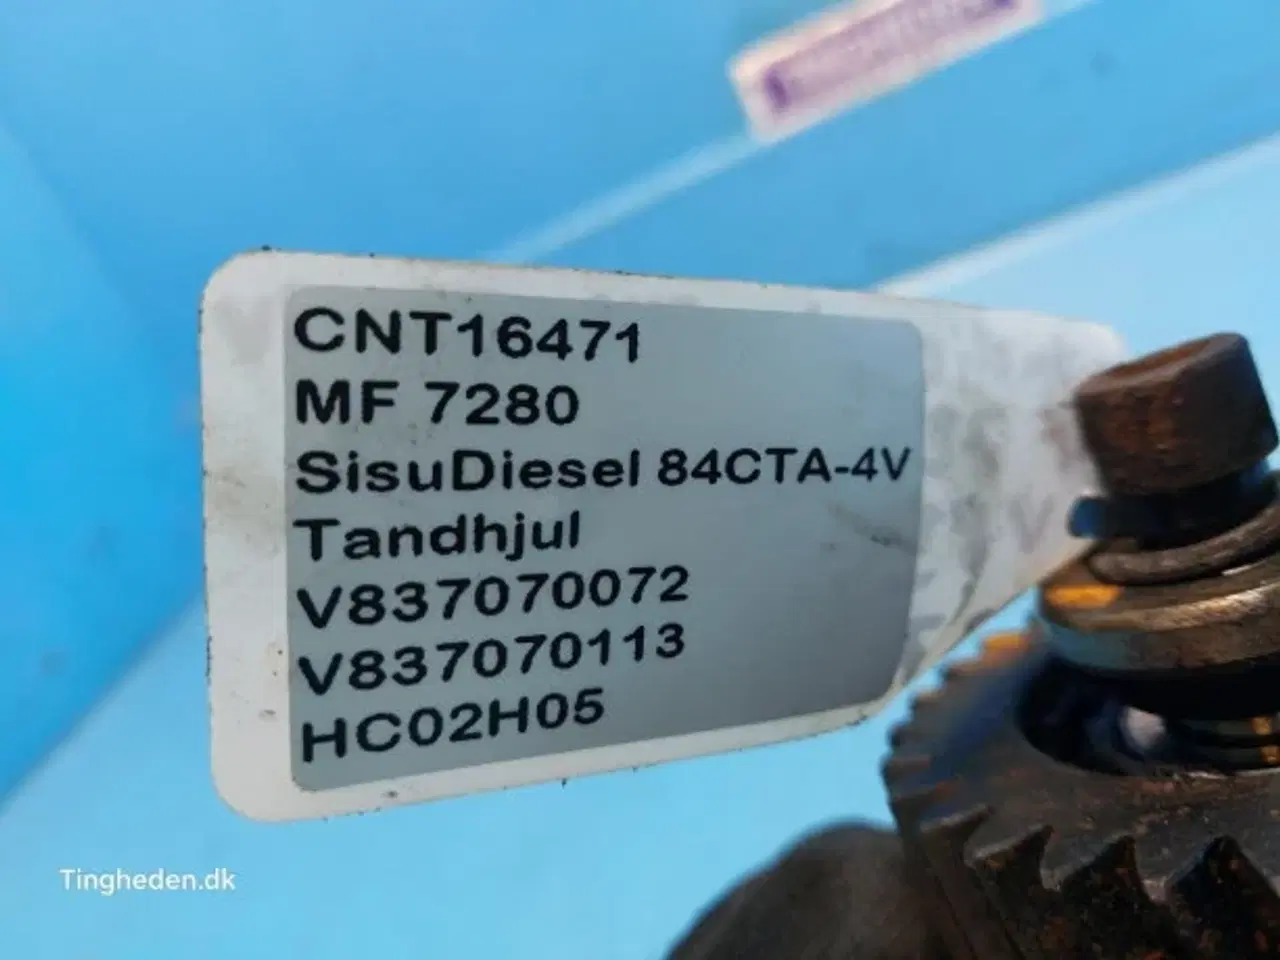 CNT16471
MF 7280
SisuDiesel 84CTA-4V
Tandhjul
V837070072
V837070113
HC02H05
Tingheden.dk